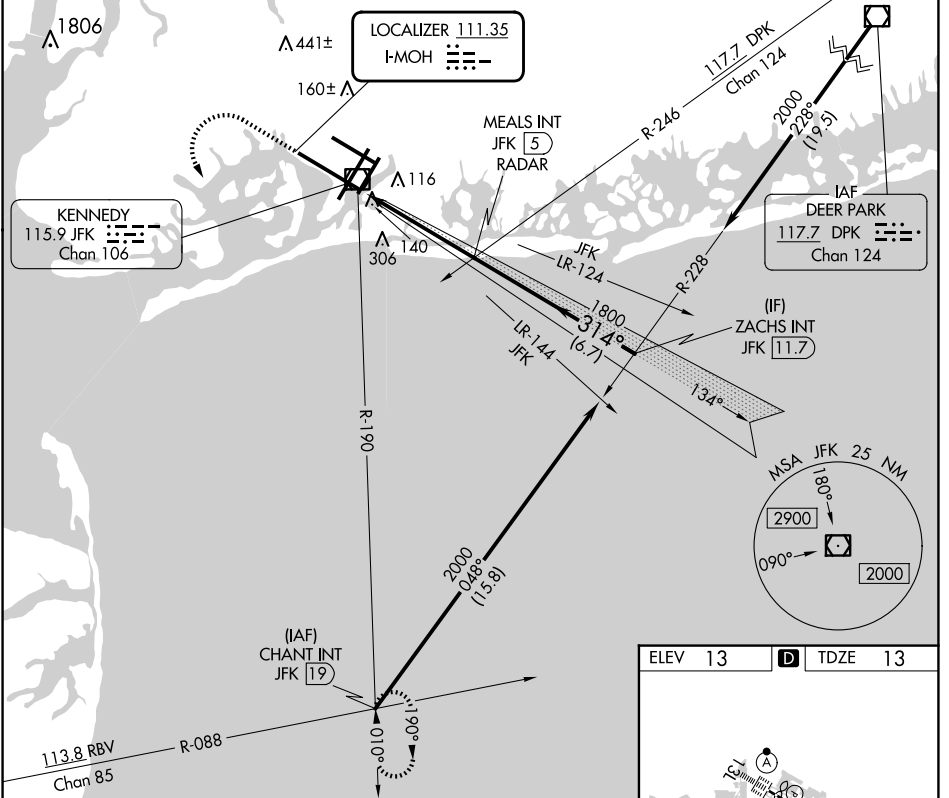 1806
441±
LOCALIZER 111.35
I-MOH
160±
117.7 DPK
Chan 124
R-246
2000
228°
(19.5)
MEALS INT
JFK 5
RADAR
116
KENNEDY
115.9 JFK
Chan 106
IAF
DEER PARK
117.7 DPK
Chan 124
140
306
JFK
LR-124
R-228
1800
314°
(6.7)
LR-144
JFK
(IF)
ZACHS INT
JFK 11.7
134°
R-190
MSA JFK 25 NM
180°
2900
090°
2000
2000
048°
(15.8)
(IAF)
CHANT INT
JFK 19
190°
010°
113.8 RBV
Chan 85
R-088
ELEV 13
D
TDZE 13
A
13L